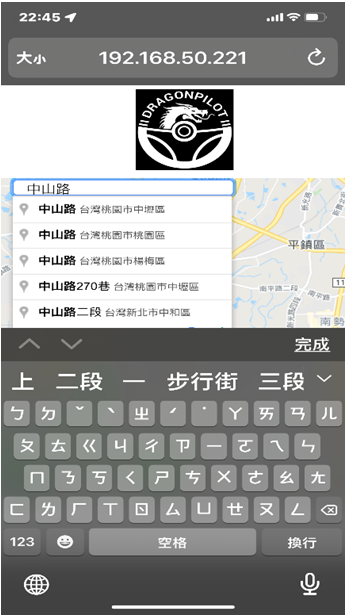 22:45
大小
192.168.50.221
DRAGONPILOT
中山路
中山路 台灣桃園市中壢區
中山路 台灣桃園市桃園區
中山路 台灣桃園市楊梅區
中山路270巷 台灣桃園市中壢區
中山路二段 台灣新北市中和區
平鎮區
南平路二段
南平路
11
南勢
完成
上 二段 一 步行街 三段
ㄅ ㄉ ˇ ˋ ㄓ ˊ ˙ ㄚ ㄞ ㄢ ㄦ
ㄆ ㄊ ㄍ ㄐ ㄔ ㄗ ㄧ ㄛ ㄟ ㄣ
ㄇ ㄋ ㄎ ㄑ ㄕ ㄘ ㄨ ㄜ ㄠ ㄤ
ㄈ ㄌ ㄏ ㄒ ㄖ ㄙ ㄩ ㄝ ㄡ ㄥ
123 空格 換行